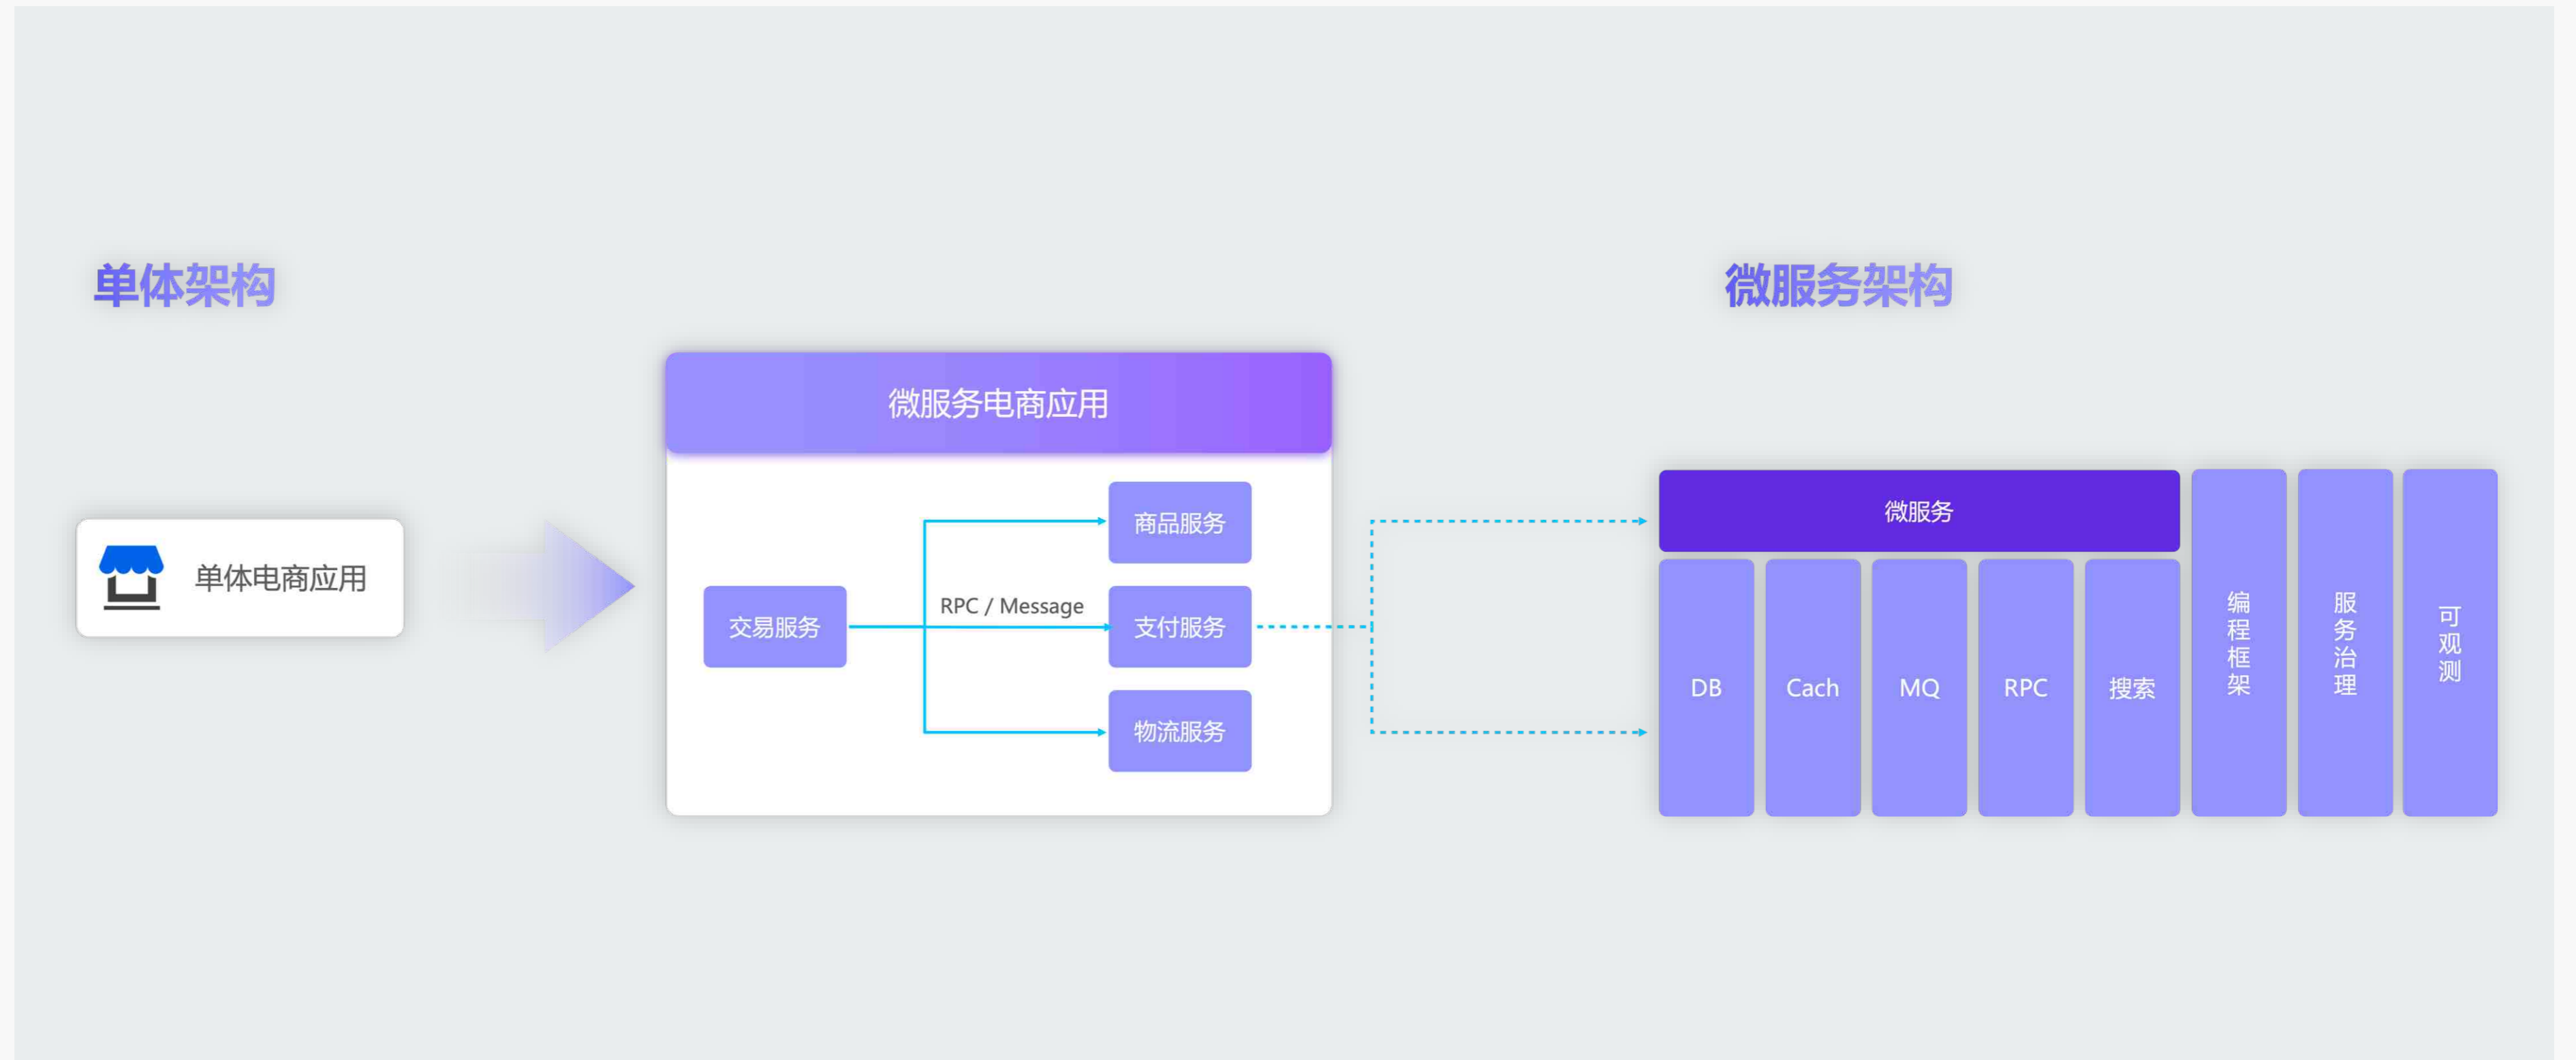 单体架构
微服务架构
单体电商应用
微服务电商应用
交易服务
RPC / Message
商品服务
支付服务
物流服务
微服务
DB
Cach
MQ
RPC
搜索
编程框架
服务治理
可观测